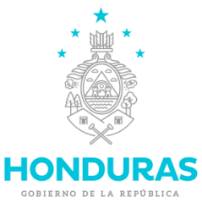 HONDURAS
GOBIERNO DE LA REPÚBLICA